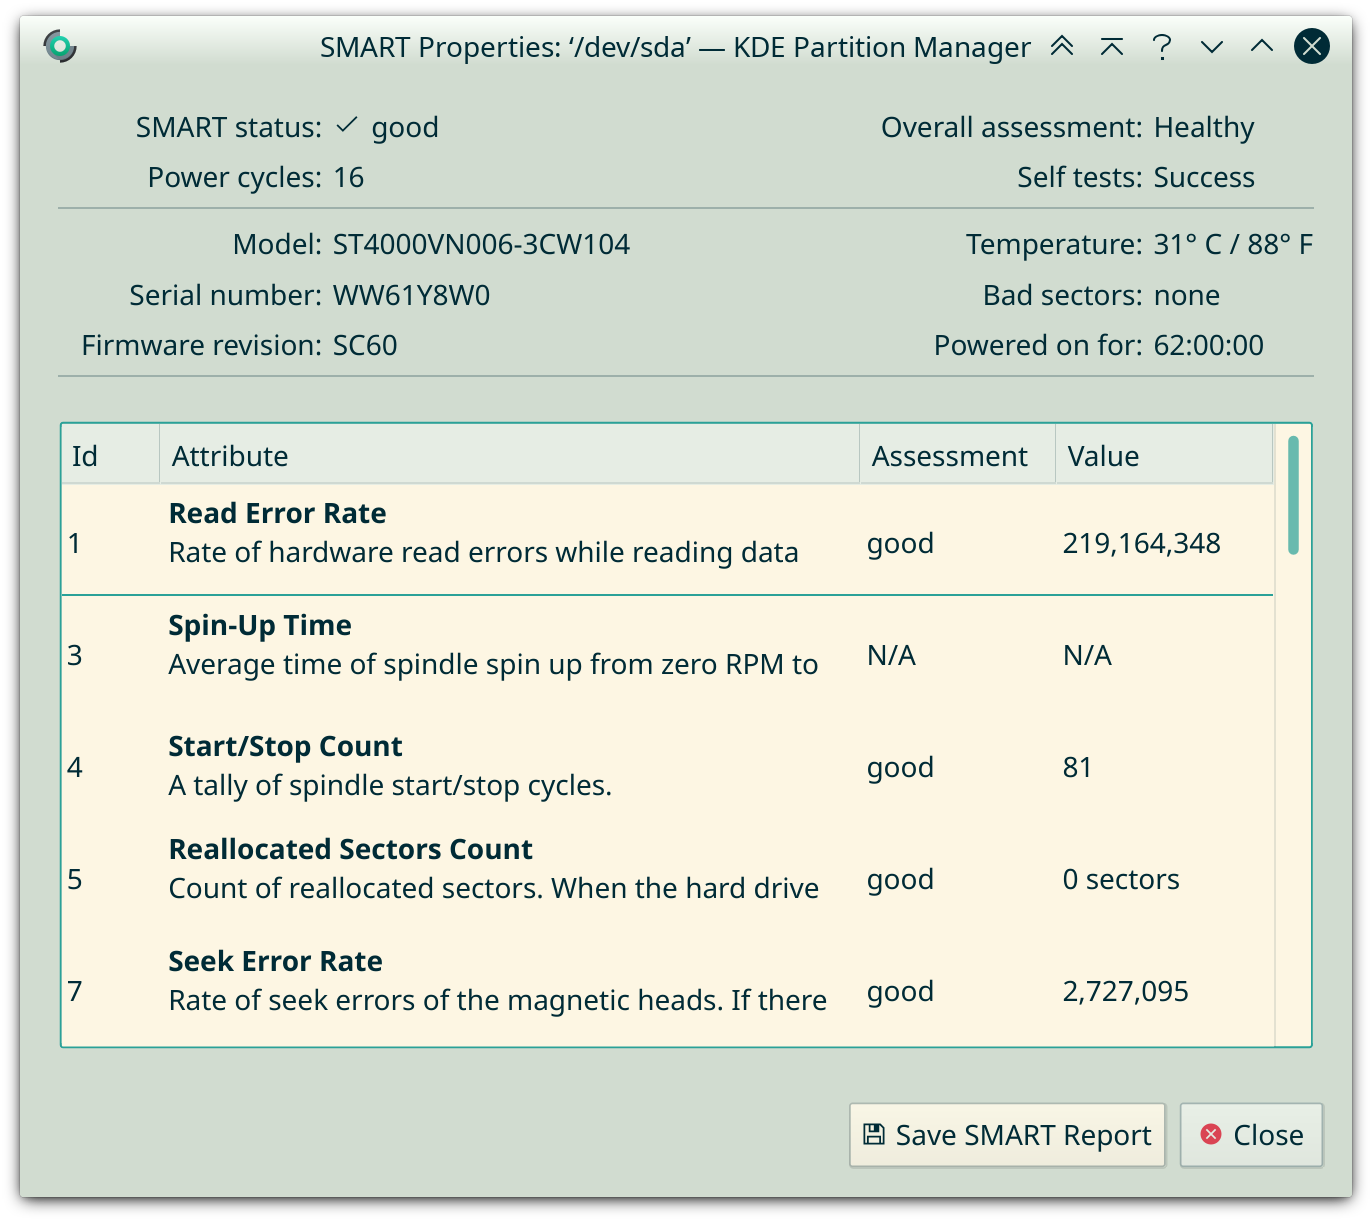 SMART Properties: ‘/dev/sda’ — KDE Partition Manager
SMART status: good
Overall assessment: Healthy
Power cycles: 16
Self tests: Success
Model: ST4000VN006-3CW104
Temperature: 31° C / 88° F
Serial number: WW61Y8W0
Bad sectors: none
Firmware revision: SC60
Powered on for: 62:00:00
Id Attribute Assessment Value
Read Error Rate
1 Rate of hardware read errors while reading data good 219,164,348
Spin-Up Time
3 Average time of spindle spin up from zero RPM to N/A N/A
Start/Stop Count
4 A tally of spindle start/stop cycles. good 81
Reallocated Sectors Count
5 Count of reallocated sectors. When the hard drive good 0 sectors
Seek Error Rate
7 Rate of seek errors of the magnetic heads. If there good 2,727,095
Save SMART Report Close